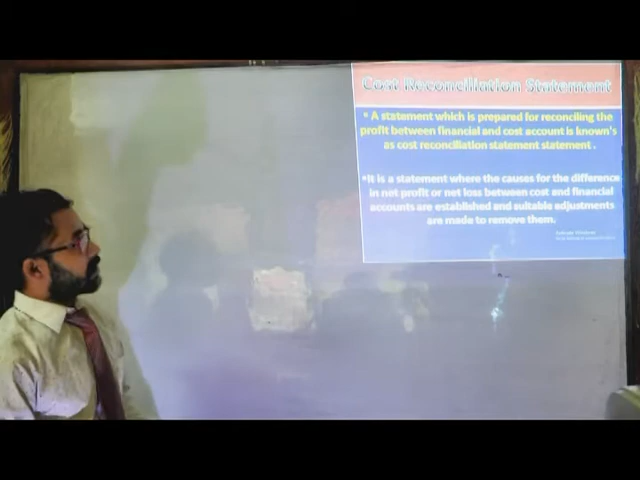 Cost Reconciliation Statement
* A statement which is prepared for reconciling the
profit between financial and cost account is known's
as cost reconciliation statement statement .
*It is a statement where the causes for the difference
in net profit or net loss between cost and financial
accounts are established and suitable adjustments
are made to remove them.